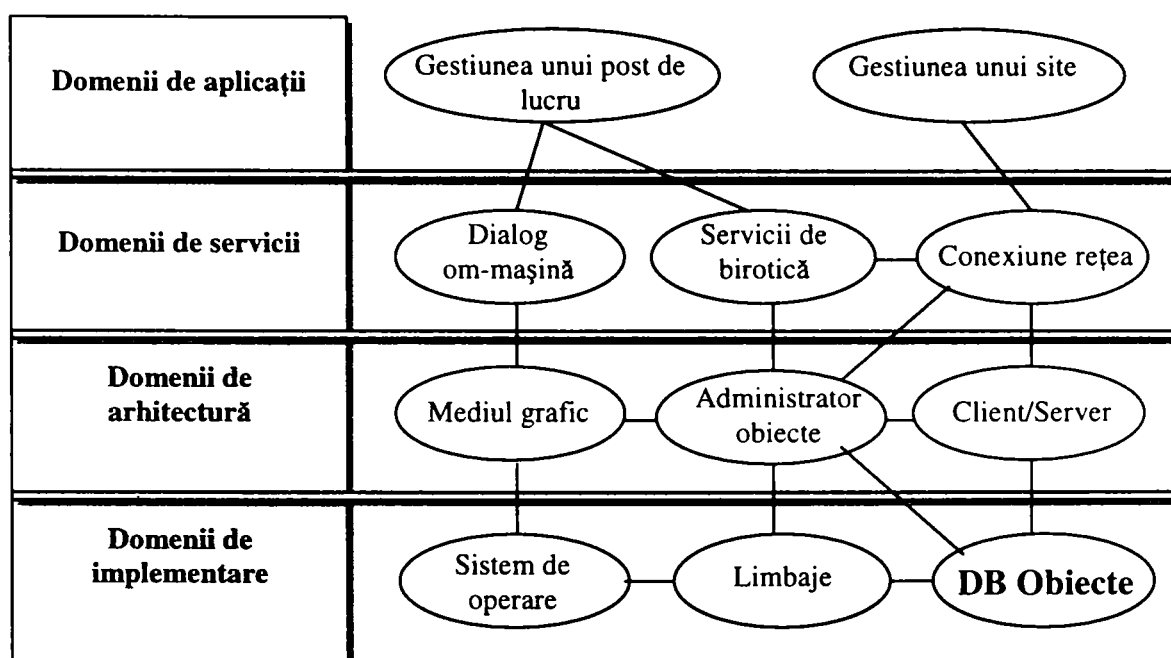 Domenii de aplicații
Gestiunea unui post de
lucru
Gestiunea unui site
Domenii de servicii
Dialog
om-mașină
Servicii de
birotică
Conexiune rețea
Domenii de
arhitectură
Mediul grafic
Administrator
obiecte
Client/Server
Domenii de
implementare
Sistem de
operare
Limbaje
DB Obiecte